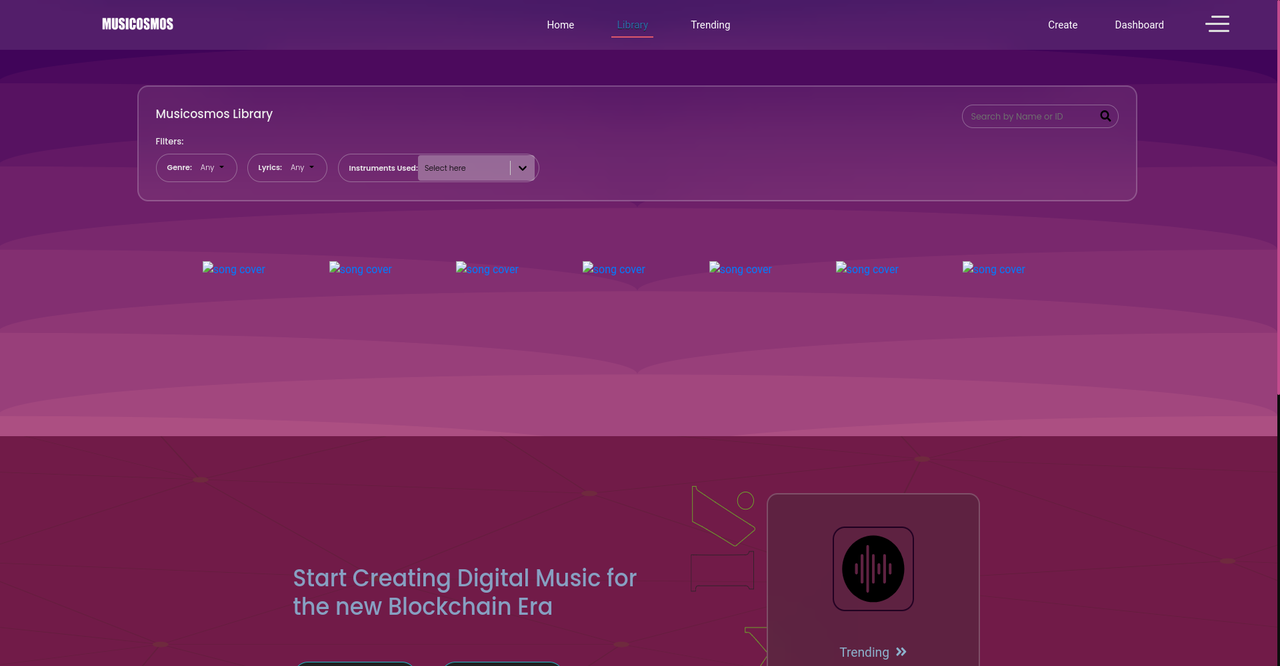 MUSICOSMOS
Home
Library
Trending
Create
Dashboard
Musicosmos Library
Search by Name or ID
Filters:
Genre: Any
Lyrics: Any
Instruments Used: Select here
song cover
song cover
song cover
song cover
song cover
song cover
song cover
Start Creating Digital Music for
the new Blockchain Era
Trending